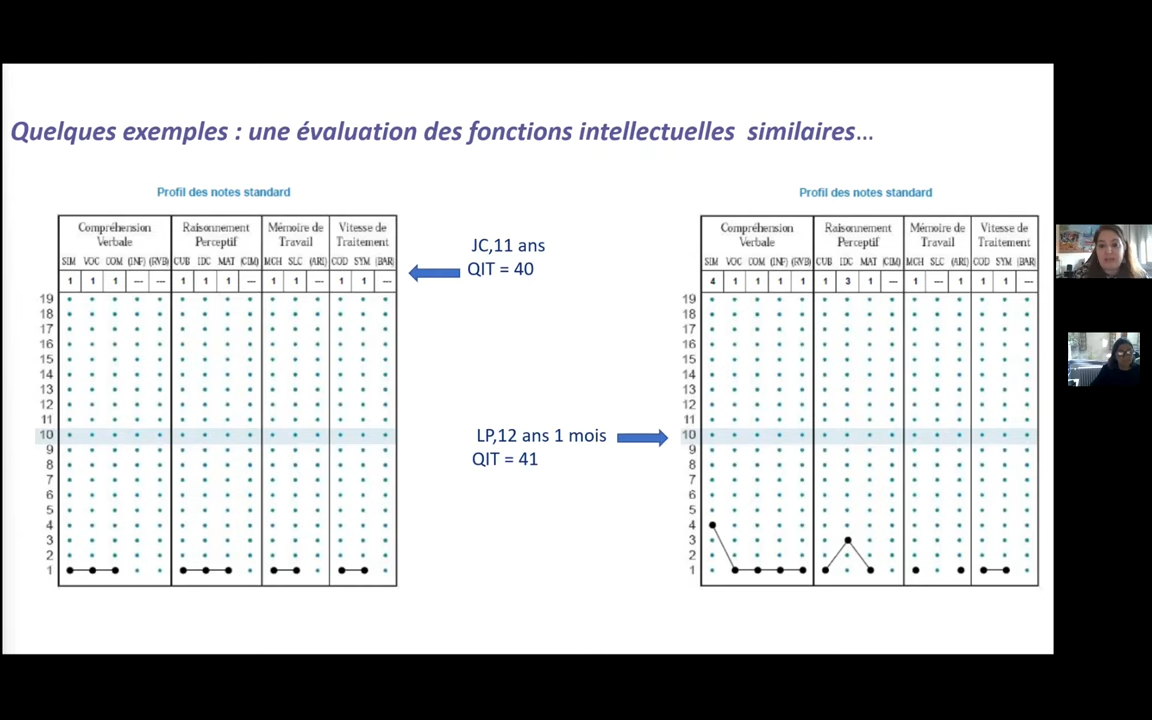 Quelques exemples : une évaluation des fonctions intellectuelles similaires…
Profil des notes standard
Compréhension Verbale Raisonnement Perceptif Mémoire de Travail Vitesse de Traitement
SIM VOC COM (INF) (RVB) CUB IDC MAT (CIM) MCH SLC (ARI) COD SYM (BAR)
1 1 1 --- --- 1 1 1 --- 1 1 --- 1 1 ---
19
18
17
16
15
14
13
12
11
10
9
8
7
6
5
4
3
2
1
JC,11 ans
QIT = 40
LP,12 ans 1 mois
QIT = 41
Profil des notes standard
Compréhension Verbale Raisonnement Perceptif Mémoire de Travail Vitesse de Traitement
SIM VOC COM (INF) (RVB) CUB IDC MAT (CIM) MCH SLC (ARI) COD SYM (BAR)
4 1 1 1 1 1 3 1 --- 1 --- 1 1 1 ---
19
18
17
16
15
14
13
12
11
10
9
8
7
6
5
4
3
2
1